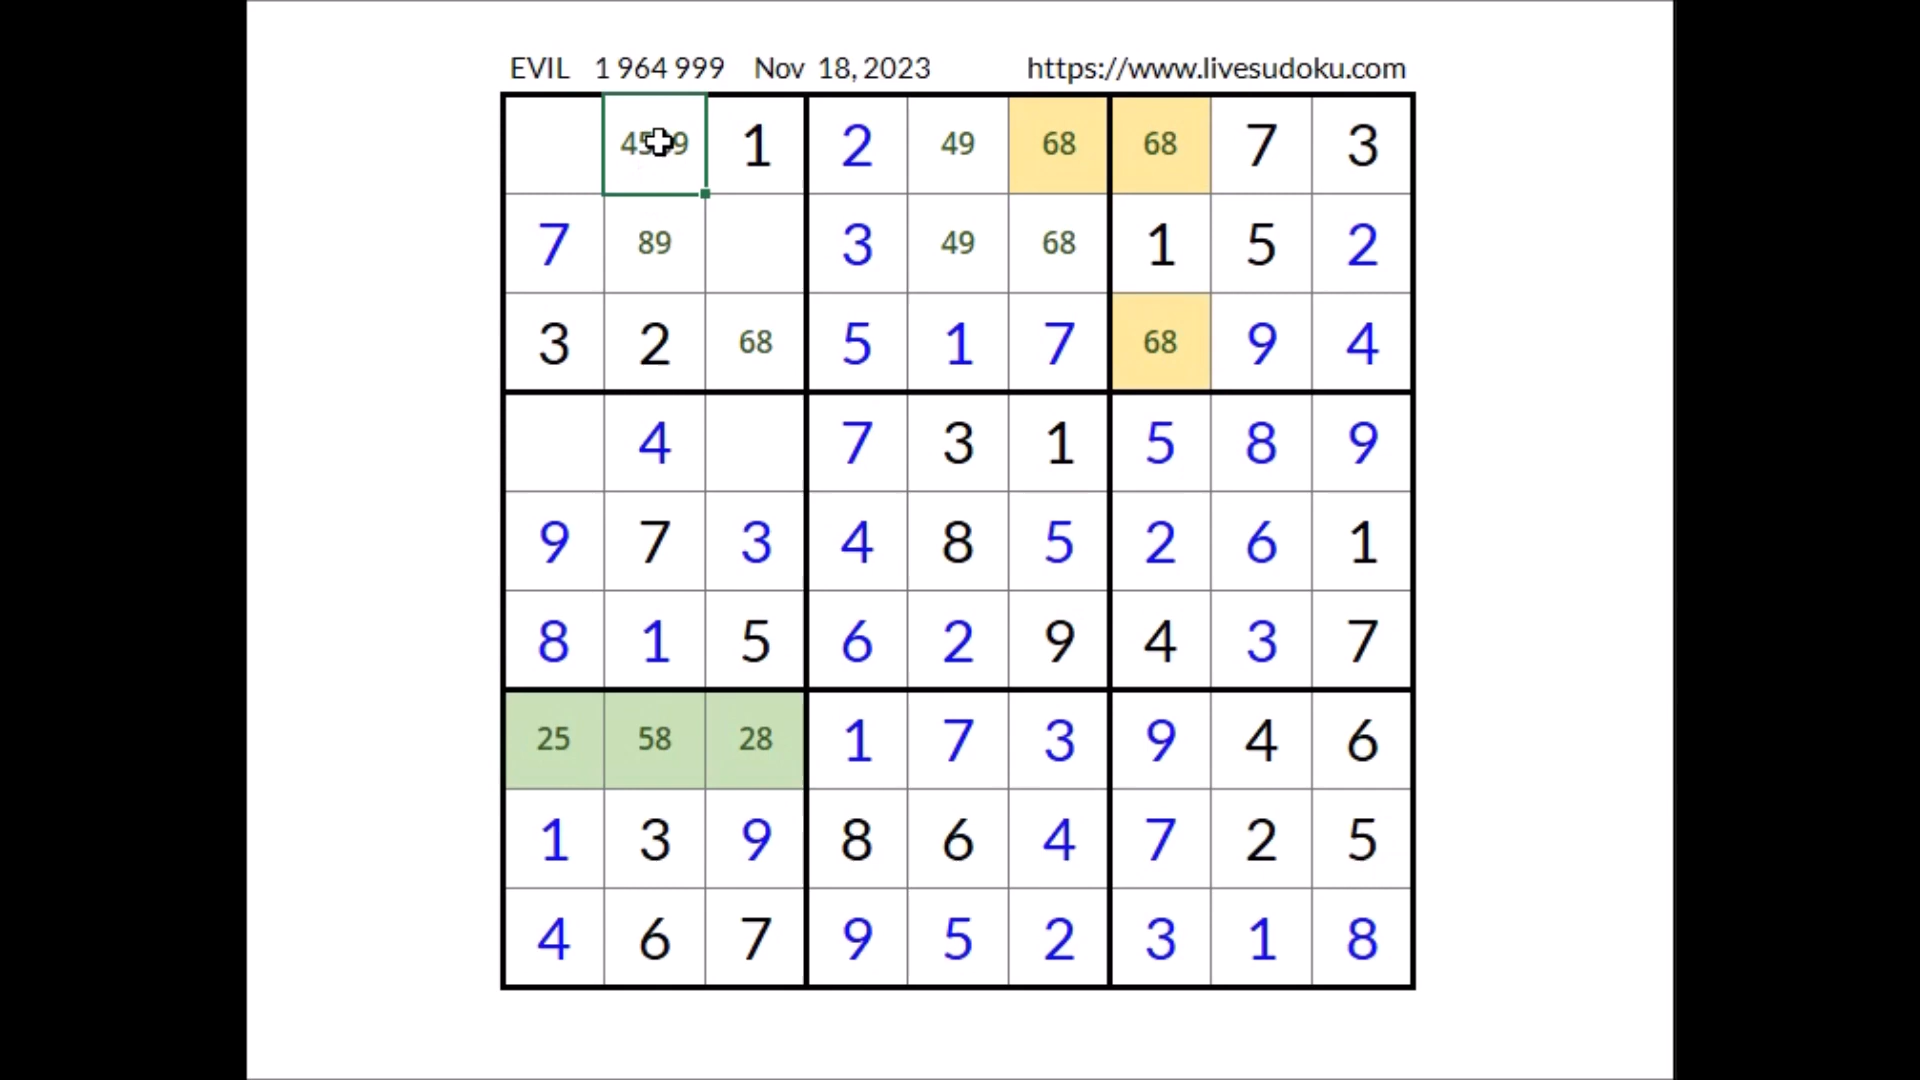 EVIL 1 964 999 Nov 18, 2023 https://www.livesudoku.com
1 2 49 68 68 7 3
7 89 3 49 68 1 5 2
3 2 68 5 1 7 68 9 4
4 7 3 1 5 8 9
9 7 3 4 8 5 2 6 1
8 1 5 6 2 9 4 3 7
25 58 28 1 7 3 9 4 6
1 3 9 8 6 4 7 2 5
4 6 7 9 5 2 3 1 8